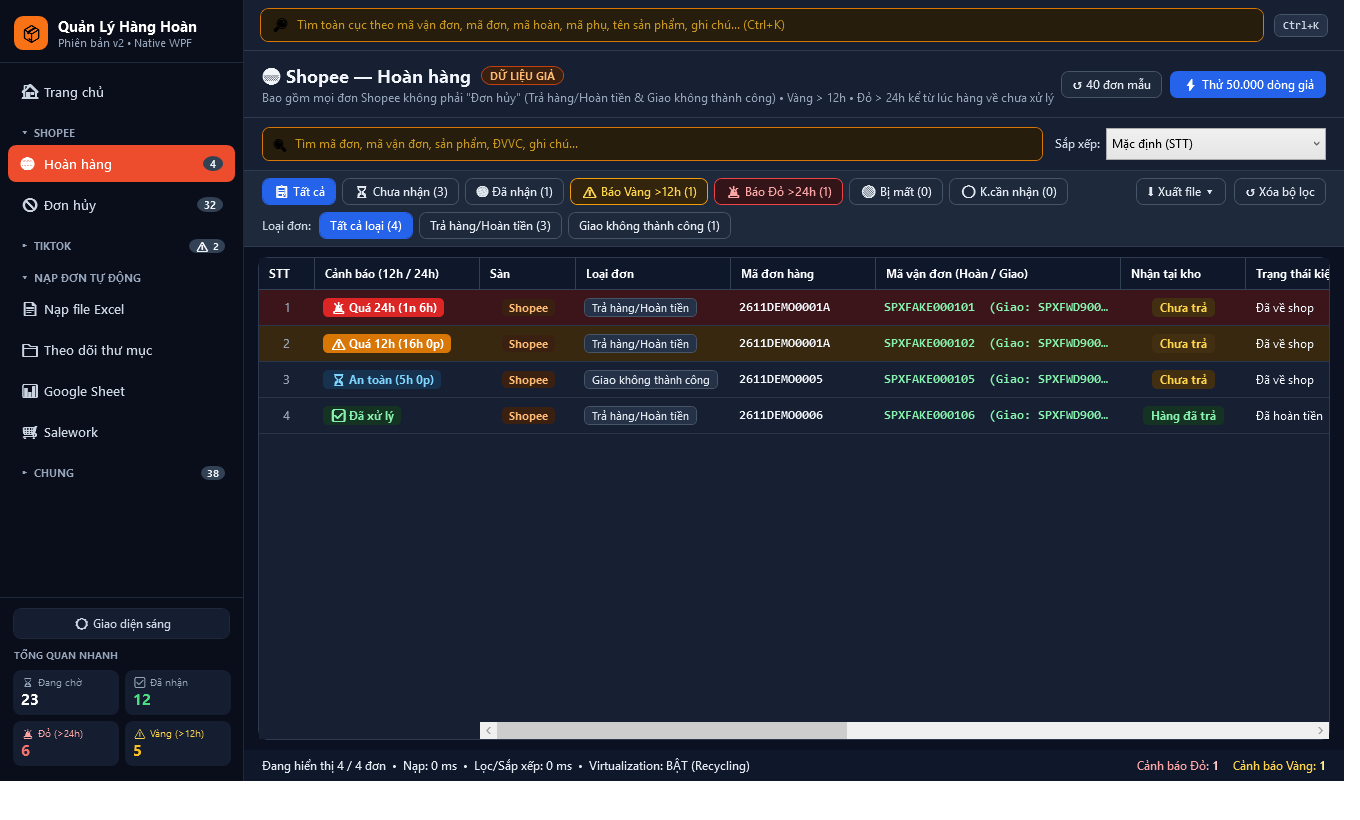 Quản Lý Hàng Hoàn
Phiên bản v2 • Native WPF
Trang chủ
SHOPEE
Hoàn hàng 4
Đơn hủy 32
TIKTOK 2
NẠP ĐƠN TỰ ĐỘNG
Nạp file Excel
Theo dõi thư mục
Google Sheet
Salework
CHUNG 38
Giao diện sáng
TỔNG QUAN NHANH
Đang chờ
23
Đã nhận
12
Đỏ (>24h)
6
Vàng (>12h)
5
Tìm toàn cục theo mã vận đơn, mã đơn, mã hoàn, mã phụ, tên sản phẩm, ghi chú... (Ctrl+K)
Ctrl+K
Shopee — Hoàn hàng DỮ LIỆU GIẢ
Bao gồm mọi đơn Shopee không phải "Đơn hủy" (Trả hàng/Hoàn tiền & Giao không thành công) • Vàng > 12h • Đỏ > 24h kể từ lúc hàng về chưa xử lý
↺ 40 đơn mẫu
Thử 50.000 dòng giả
Tìm mã đơn, mã vận đơn, sản phẩm, ĐVVC, ghi chú...
Sắp xếp: Mặc định (STT)
Tất cả Chưa nhận (3) Đã nhận (1) Báo Vàng >12h (1) Báo Đỏ >24h (1) Bị mất (0) K.cần nhận (0) ⬇ Xuất file ▾ ↺ Xóa bộ lọc
Loại đơn: Tất cả loại (4) Trả hàng/Hoàn tiền (3) Giao không thành công (1)
STT Cảnh báo (12h / 24h) Sàn Loại đơn Mã đơn hàng Mã vận đơn (Hoàn / Giao) Nhận tại kho Trạng thái kiệ
1 Quá 24h (1n 6h) Shopee Trả hàng/Hoàn tiền 2611DEMO0001A SPXFAKE000101 (Giao: SPXFWD900… Chưa trả Đã về shop
2 Quá 12h (16h 0p) Shopee Trả hàng/Hoàn tiền 2611DEMO0001A SPXFAKE000102 (Giao: SPXFWD900… Chưa trả Đã về shop
3 An toàn (5h 0p) Shopee Giao không thành công 2611DEMO0005 SPXFAKE000105 (Giao: SPXFWD900… Chưa trả Đã về shop
4 Đã xử lý Shopee Trả hàng/Hoàn tiền 2611DEMO0006 SPXFAKE000106 (Giao: SPXFWD900… Hàng đã trả Đã hoàn tiền
Đang hiển thị 4 / 4 đơn • Nạp: 0 ms • Lọc/Sắp xếp: 0 ms • Virtualization: BẬT (Recycling)
Cảnh báo Đỏ: 1 Cảnh báo Vàng: 1